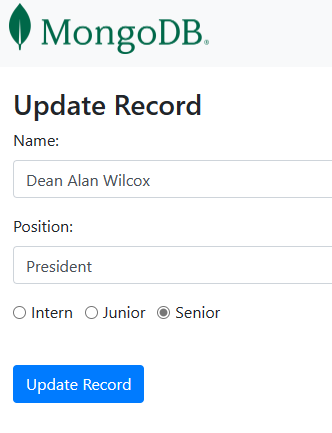 MongoDB®
Update Record
Name:
Dean Alan Wilcox
Position:
President
Intern Junior Senior
Update Record